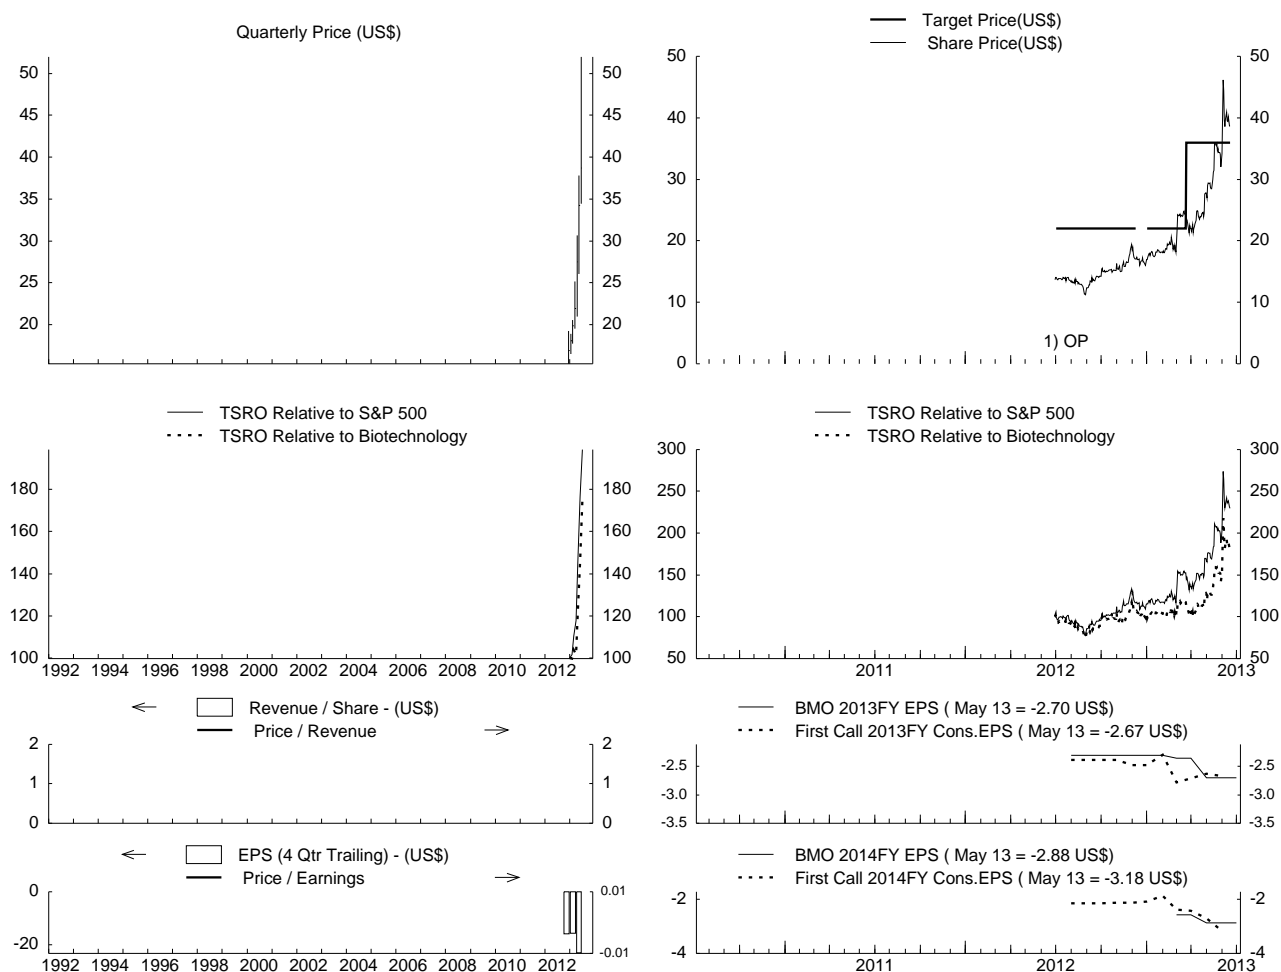 Quarterly Price (US$)
50 50
45 45
40 40
35 35
30 30
25 25
20 20
Target Price(US$)
Share Price(US$)
50 50
40 40
30 30
20 20
10 10
0 0
1) OP
TSRO Relative to S&P 500
TSRO Relative to Biotechnology
180 180
160 160
140 140
120 120
100 100
1992 1994 1996 1998 2000 2002 2004 2006 2008 2010 2012
TSRO Relative to S&P 500
TSRO Relative to Biotechnology
300 300
250 250
200 200
150 150
100 100
50 50
2011 2012 2013
Revenue / Share - (US$)
Price / Revenue
2 2
1 1
0 0
BMO 2013FY EPS ( May 13 = -2.70 US$)
First Call 2013FY Cons.EPS ( May 13 = -2.67 US$)
-2.5 -2.5
-3.0 -3.0
-3.5 -3.5
EPS (4 Qtr Trailing) - (US$)
Price / Earnings
0 0.01
-20 -0.01
1992 1994 1996 1998 2000 2002 2004 2006 2008 2010 2012
BMO 2014FY EPS ( May 13 = -2.88 US$)
First Call 2014FY Cons.EPS ( May 13 = -3.18 US$)
-2 -2
-4 -4
2011 2012 2013